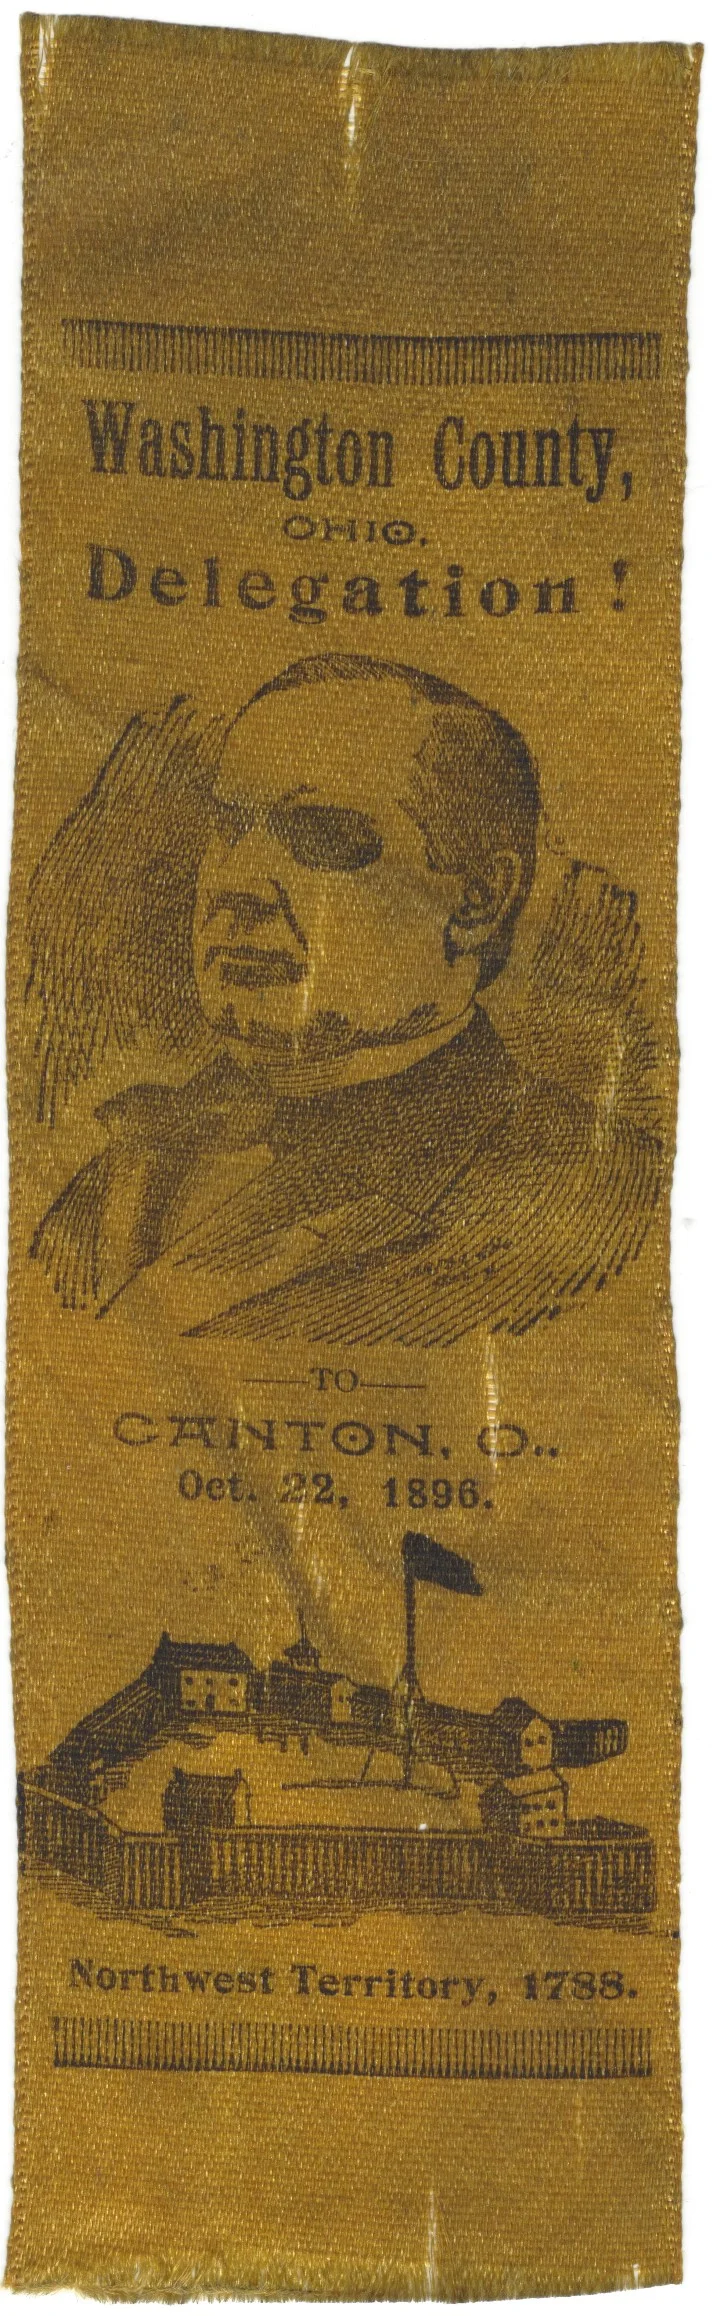 Washington County,
OHIO,
Delegation!
—TO—
CANTON, O.,
Oct. 22, 1896.
Northwest Territory, 1788.